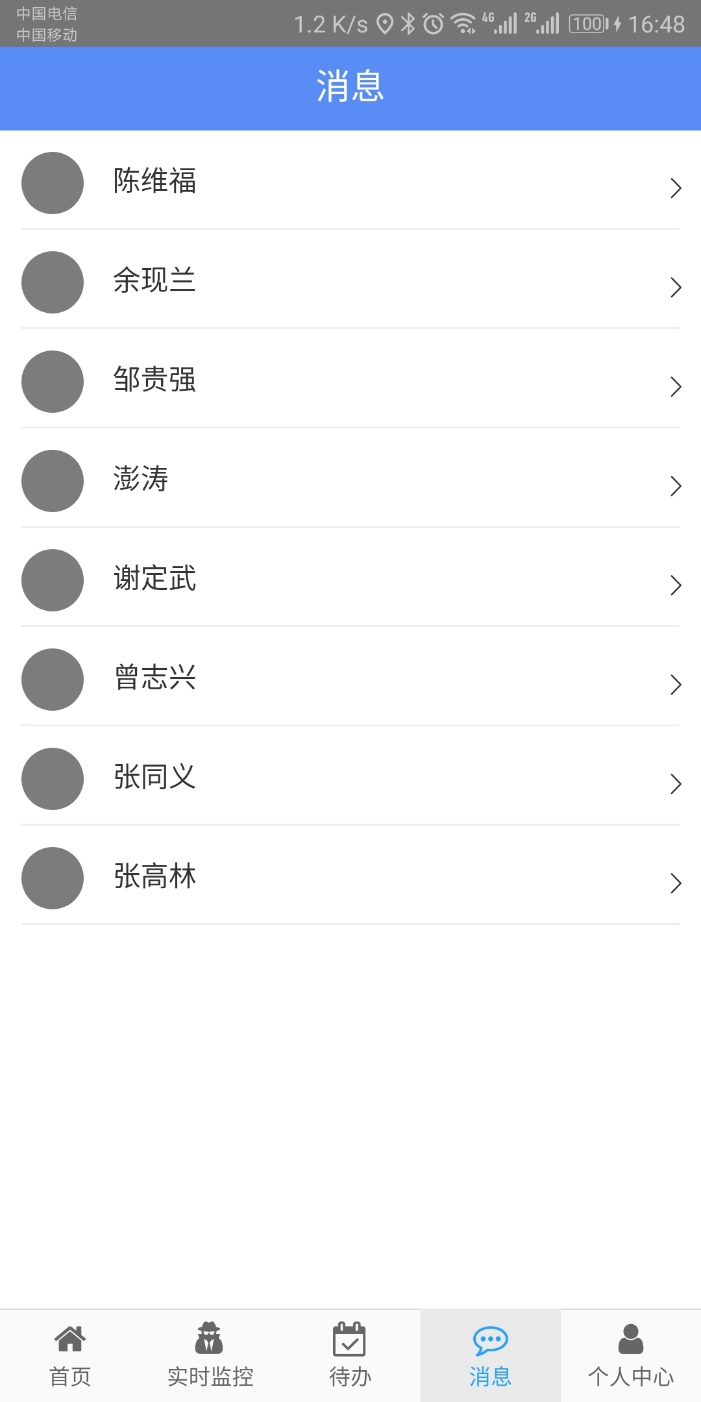 中国电信
中国移动
1.2 K/s 4G 2G 100 16:48
消息
陈维福
余现兰
邹贵强
澎涛
谢定武
曾志兴
张同义
张高林
首页 实时监控 待办 消息 个人中心